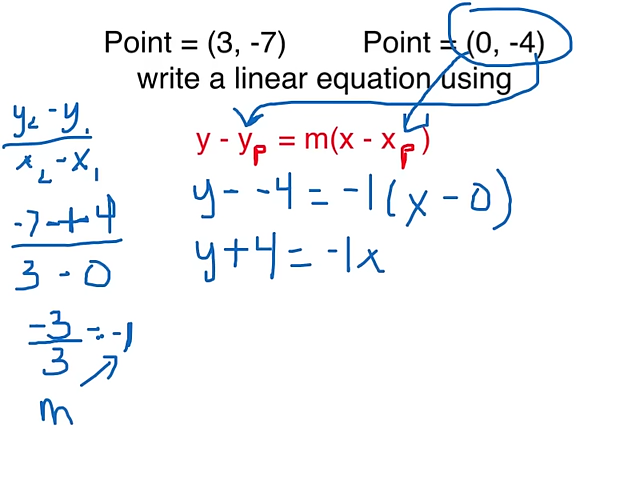 Point = (3, -7) Point = (0, -4)
write a linear equation using
y - yₚ = m(x - xₚ)
y - -4 = -1(x - 0)
y + 4 = -1x
y₂ - y₁
x₂ - x₁
-7 - + 4
3 - 0
-3
3
= -1
m